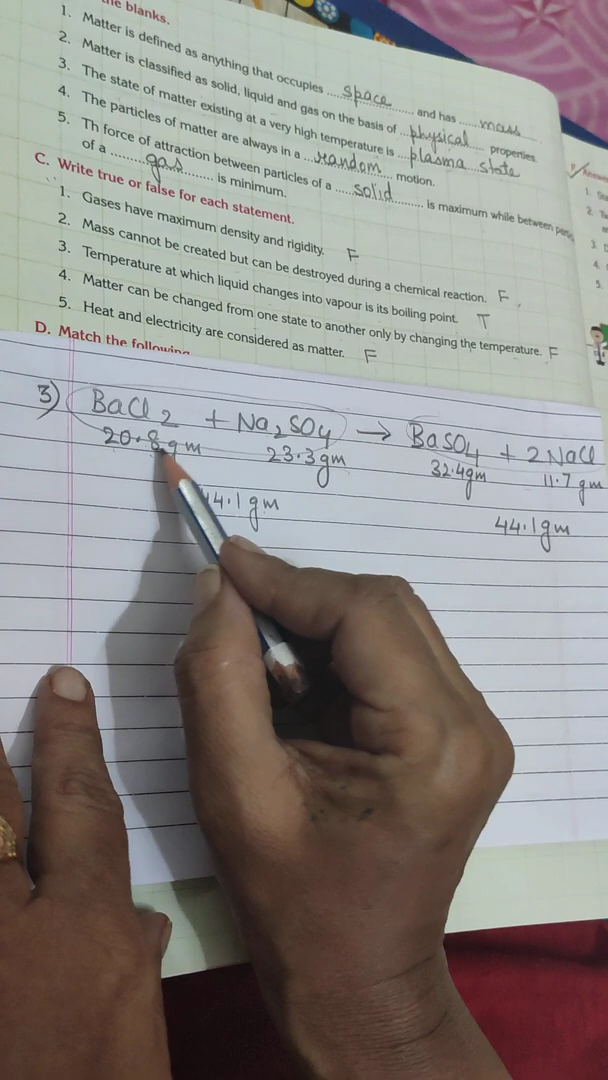 he blanks.
1. Matter is defined as anything that occupies ....space.... and has ....mass
2. Matter is classified as solid, liquid and gas on the basis of ...physical.... properties.
3. The state of matter existing at a very high temperature is ...plasma state
4. The particles of matter are always in a ...random... motion.
5. Th force of attraction between particles of a .....solid......... is maximum while between
of a ..........gas........ is minimum.
C. Write true or false for each statement.
1. Gases have maximum density and rigidity. F
2. Mass cannot be created but can be destroyed during a chemical reaction. F
3. Temperature at which liquid changes into vapour is its boiling point. T
4. Matter can be changed from one state to another only by changing the temperature. F
5. Heat and electricity are considered as matter. F
D. Match the following
3) BaCl2 + Na2SO4 → BaSO4 + 2NaCl
20.8gm 23.3gm 32.4gm 11.7gm
4.1gm 44.1gm